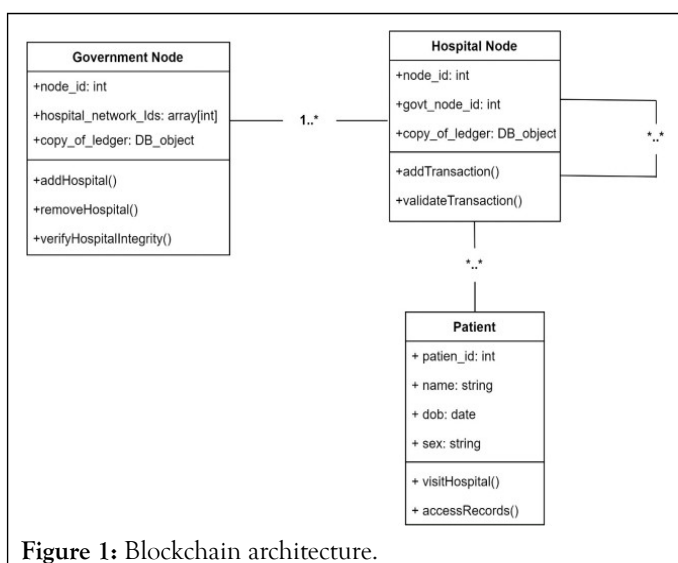 Government Node
+node_id: int
+hospital_network_Ids: array[int]
+copy_of_ledger: DB_object
+addHospital()
+removeHospital()
+verifyHospitalIntegrity()
1..*
Hospital Node
+node_id: int
+govt_node_id: int
+copy_of_ledger: DB_object
+addTransaction()
+validateTransaction()
*..*
*..*
Patient
+ patien_id: int
+ name: string
+ dob: date
+ sex: string
+ visitHospital()
+ accessRecords()
Figure 1: Blockchain architecture.